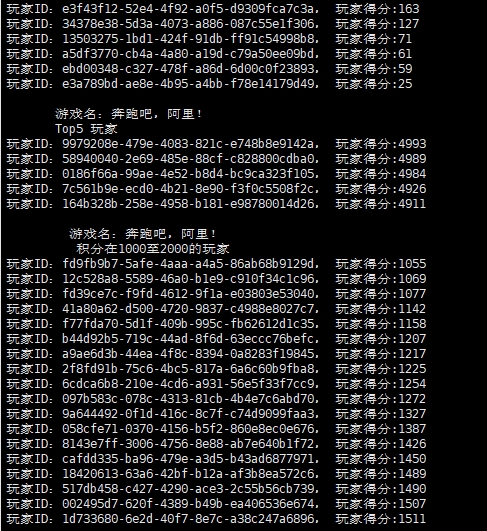 玩家ID: e3f43f12-52e4-4f92-a0f5-d9309fca7c3a, 玩家得分:163
玩家ID: 34378e38-5d3a-4073-a886-087c55e1f306, 玩家得分:127
玩家ID: 13503275-1bd1-424f-91db-ff91c54998b8, 玩家得分:71
玩家ID: a5df3770-cb4a-4a80-a19d-c79a50ee09bd, 玩家得分:61
玩家ID: ebd00348-c327-478f-a86d-6d00c0f23893, 玩家得分:59
玩家ID: e3a789bd-ae8e-4b95-a4bb-f78e14179d49, 玩家得分:25
游戏名: 奔跑吧, 阿里!
Top5 玩家
玩家ID: 9979208e-479e-4083-821c-e748b8e9142a, 玩家得分:4993
玩家ID: 58940040-2e69-485e-88cf-c828800cdba0, 玩家得分:4989
玩家ID: 0186f66a-99ae-4e52-b8d4-bc9ca323f105, 玩家得分:4984
玩家ID: 7c561b9e-ecd0-4b21-8e90-f3f0c5508f2c, 玩家得分:4926
玩家ID: 164b328b-258e-4958-b181-e98780014d26, 玩家得分:4911
游戏名: 奔跑吧, 阿里!
积分在1000至2000的玩家
玩家ID: fd9fb9b7-5afe-4aaa-a4a5-86ab68b9129d, 玩家得分:1055
玩家ID: 12c528a8-5589-46a0-b1e9-c910f34c1c96, 玩家得分:1069
玩家ID: fd39ce7c-f9fd-4612-9f1a-e03803e53040, 玩家得分:1077
玩家ID: 41a80a62-d500-4720-9837-c4988e8027c7, 玩家得分:1142
玩家ID: f77fda70-5d1f-409b-995c-fb62612d1c35, 玩家得分:1158
玩家ID: b44d92b5-719c-44ad-8f6d-63eccc76befc, 玩家得分:1207
玩家ID: a9ae6d3b-44ea-4f8c-8394-0a8283f19845, 玩家得分:1217
玩家ID: 2f8fd91b-75c6-4bc5-817a-6a6c60b9fba8, 玩家得分:1225
玩家ID: 6cdca6b8-210e-4cd6-a931-56e5f33f7cc9, 玩家得分:1254
玩家ID: 097b583c-078c-4313-81cb-4b4e7c6abd70, 玩家得分:1272
玩家ID: 9a644492-0f1d-416c-8c7f-c74d9099faa3, 玩家得分:1327
玩家ID: 058cfe71-0370-4156-b5f2-860e8ec0e676, 玩家得分:1387
玩家ID: 8143e7ff-3006-4756-8e88-ab7e640b1f72, 玩家得分:1426
玩家ID: cafdd335-ba96-479e-a3d5-b43ad6877971, 玩家得分:1450
玩家ID: 18420613-63a6-42bf-b12a-af3b8ea572c6, 玩家得分:1489
玩家ID: 517db458-c427-4290-ace3-2c55b56cb739, 玩家得分:1490
玩家ID: 002495d7-620f-4389-b49b-ea406536e674, 玩家得分:1507
玩家ID: 1d733680-6e2d-40f7-8e7c-a38c247a6896, 玩家得分:1511